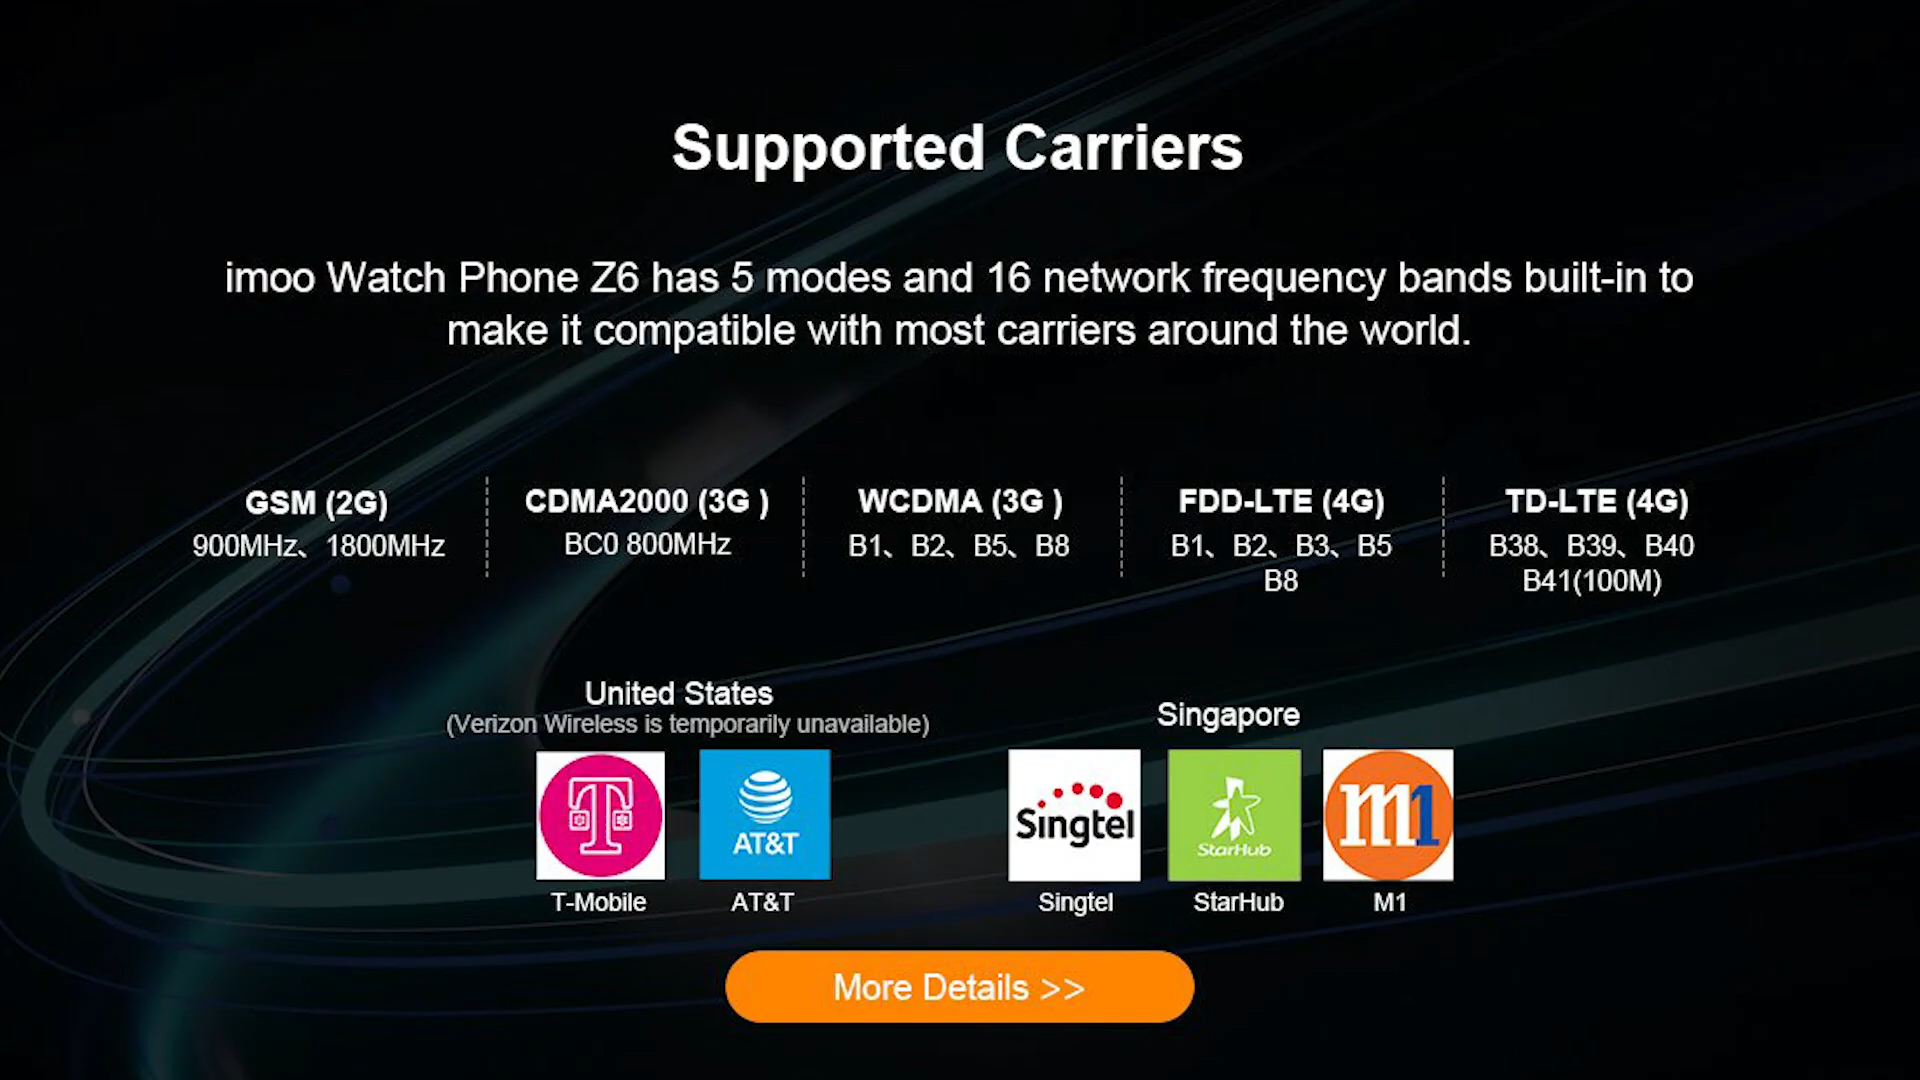 Supported Carriers
imoo Watch Phone Z6 has 5 modes and 16 network frequency bands built-in to
make it compatible with most carriers around the world.
GSM (2G)
900MHz、1800MHz
CDMA2000 (3G )
BC0 800MHz
WCDMA (3G )
B1、B2、B5、B8
FDD-LTE (4G)
B1、B2、B3、B5
B8
TD-LTE (4G)
B38、B39、B40
B41(100M)
United States
(Verizon Wireless is temporarily unavailable)
T
AT&T
T-Mobile
AT&T
Singapore
Singtel
StarHub
m1
Singtel
StarHub
M1
More Details >>